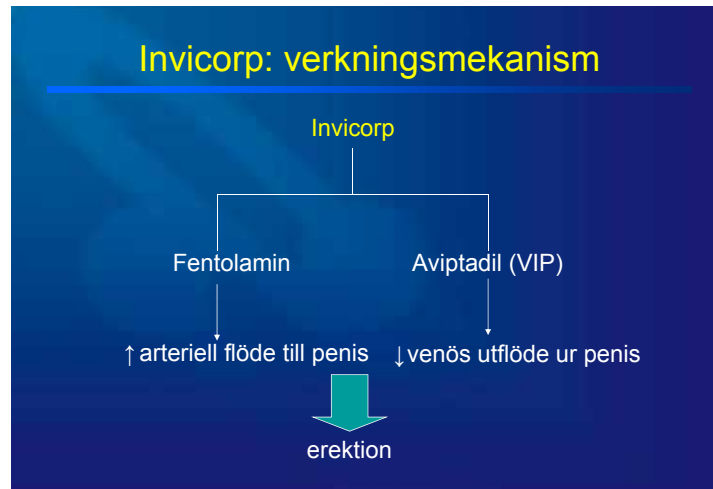 Invicorp: verkningsmekanism
Invicorp
Fentolamin Aviptadil (VIP)
↑ arteriell flöde till penis ↓ venös utflöde ur penis
erektion